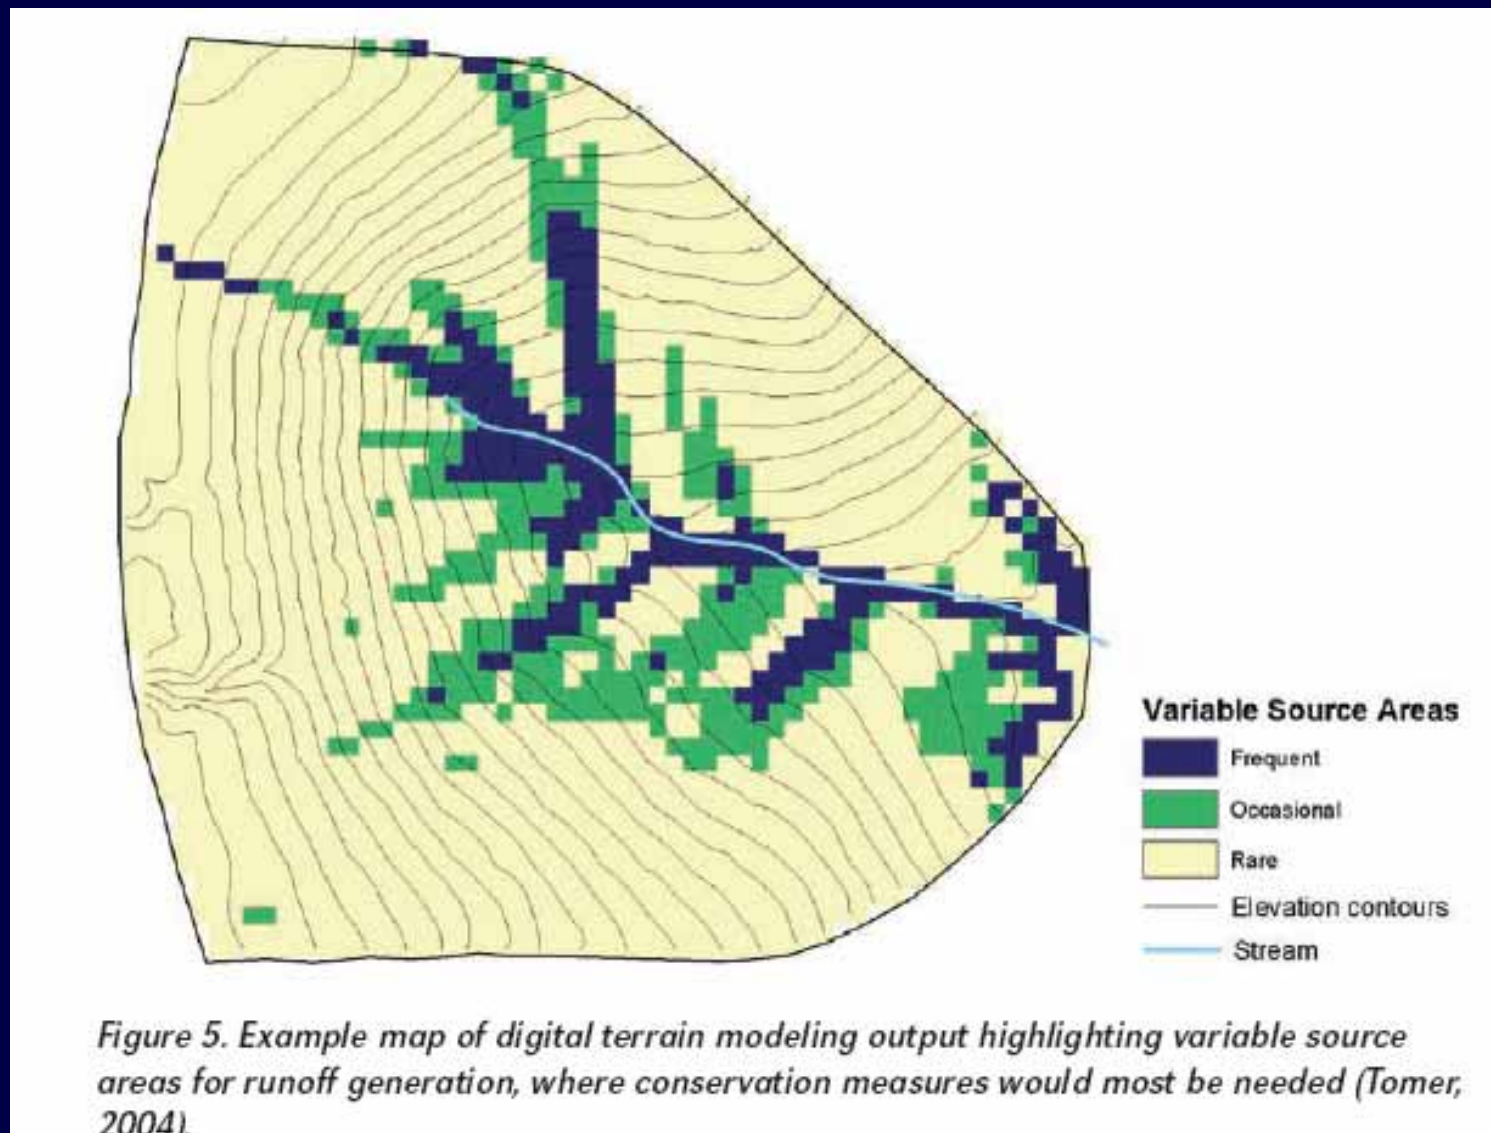 Variable Source Areas
Frequent
Occasional
Rare
Elevation contours
Stream
Figure 5. Example map of digital terrain modeling output highlighting variable source
areas for runoff generation, where conservation measures would most be needed (Tomer,
2004).